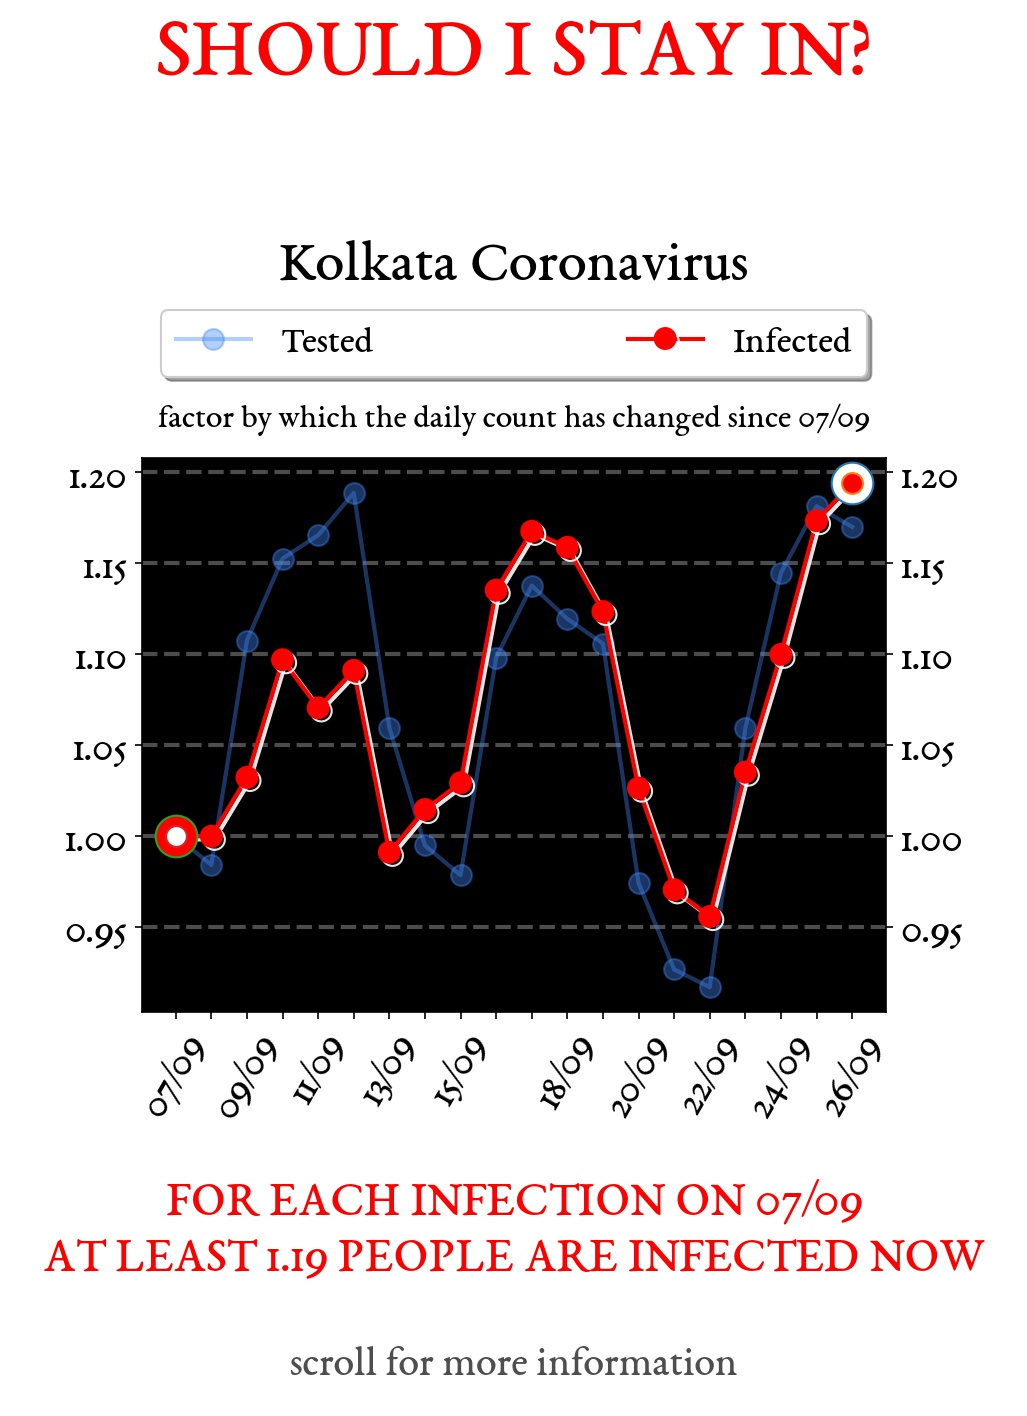 SHOULD I STAY IN?
Kolkata Coronavirus
Tested Infected
factor by which the daily count has changed since 07/09
1.20 1.20
1.15 1.15
1.10 1.10
1.05 1.05
1.00 1.00
0.95 0.95
07/09 09/09 11/09 13/09 15/09 18/09 20/09 22/09 24/09 26/09
FOR EACH INFECTION ON 07/09
AT LEAST 1.19 PEOPLE ARE INFECTED NOW
scroll for more information